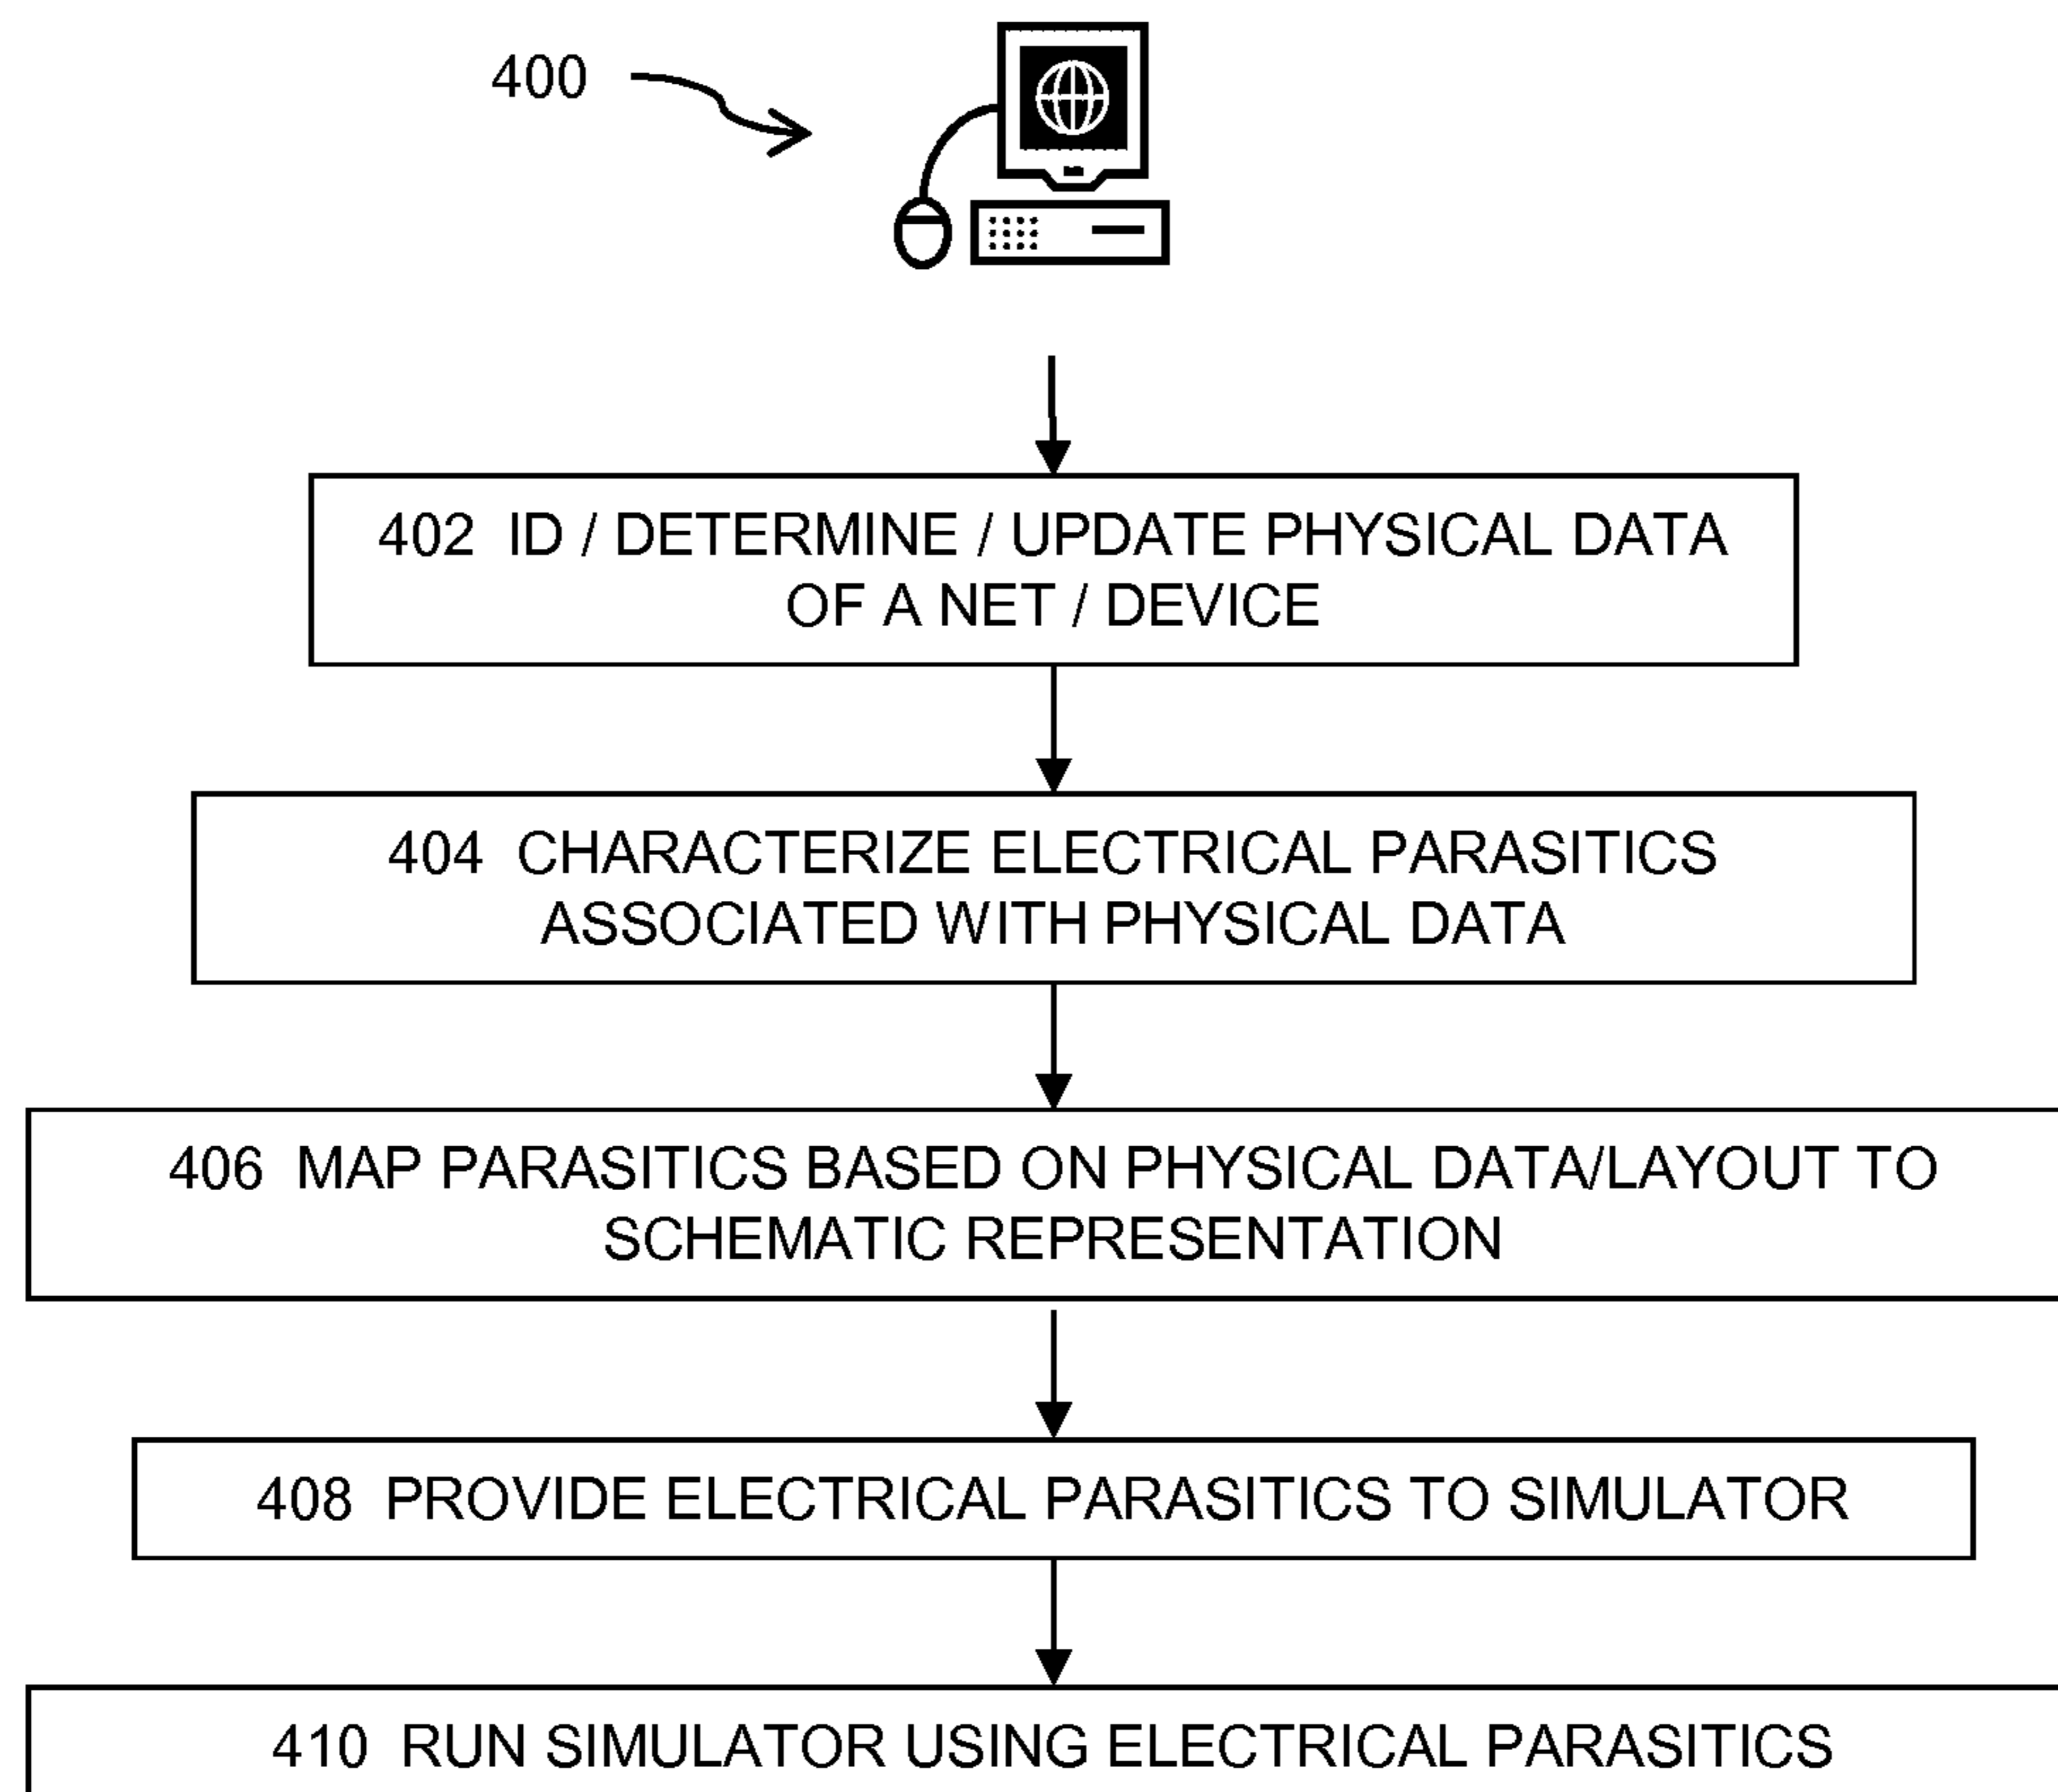 400
402 ID / DETERMINE / UPDATE PHYSICAL DATA
OF A NET / DEVICE
404 CHARACTERIZE ELECTRICAL PARASITICS
ASSOCIATED WITH PHYSICAL DATA
406 MAP PARASITICS BASED ON PHYSICAL DATA/LAYOUT TO
SCHEMATIC REPRESENTATION
408 PROVIDE ELECTRICAL PARASITICS TO SIMULATOR
410 RUN SIMULATOR USING ELECTRICAL PARASITICS